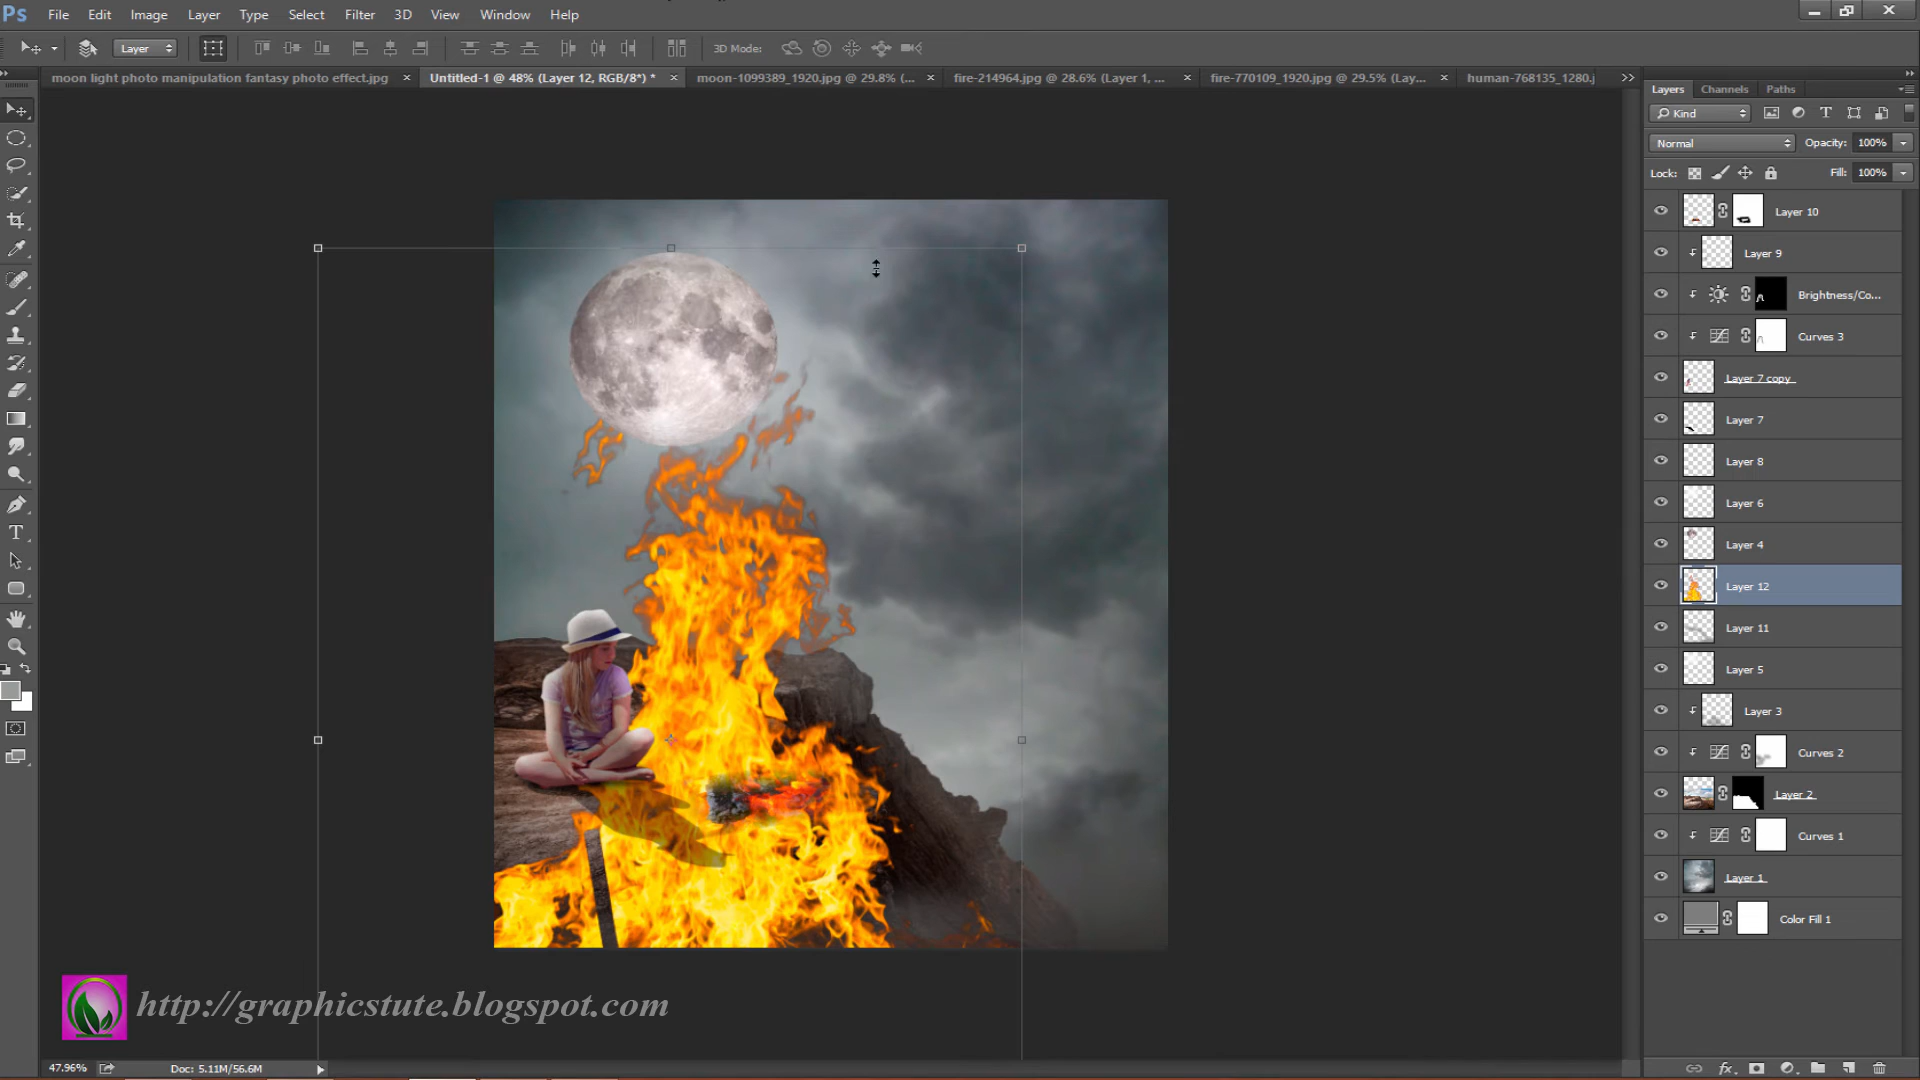 Ps File Edit Image Layer Type Select Filter 3D View Window Help
Layer 3D Mode:
moon light photo manipulation fantasy photo effect.jpg Untitled-1 @ 48% (Layer 12, RGB/8*) * moon-1099389_1920.jpg @ 29.8% (... fire-214964.jpg @ 28.6% (Layer 1, ... fire-770109_1920.jpg @ 29.5% (Lay... human-768135_1280.j
Layers Channels Paths
Kind
Normal Opacity: 100%
Lock: Fill: 100%
Layer 10
Layer 9
Brightness/Co...
Curves 3
Layer 7 copy
Layer 7
Layer 8
Layer 6
Layer 4
Layer 12
Layer 11
Layer 5
Layer 3
Curves 2
Layer 2
Curves 1
Layer 1
Color Fill 1
http://graphicstute.blogspot.com
47.96% Doc: 5.11M/56.6M